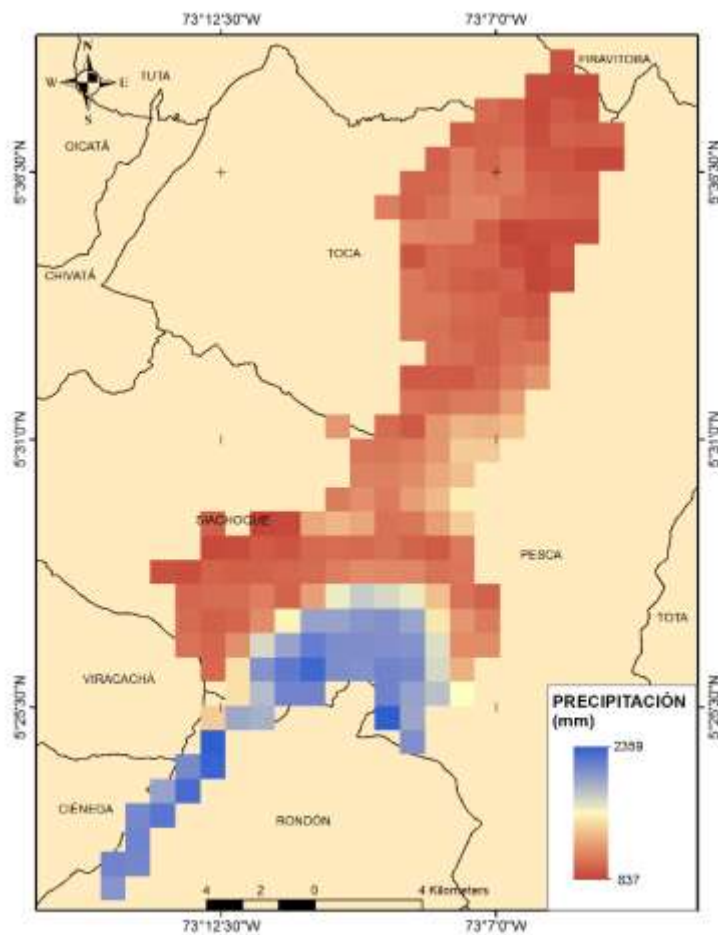 73°12'30"W 73°7'0"W
N
W E
S
TUTA
FIRAVITOBA
OICATÁ
5°36'30"N 5°36'30"N
TOCA
CHIVATÁ
5°31'0"N 5°31'0"N
SIACHOQUE
PESCA
TOTA
VIRACACHÁ
5°25'30"N 5°25'30"N
PRECIPITACIÓN
(mm)
2359
837
CIÉNEGA
RONDÓN
4 2 0 4 Kilometers
73°12'30"W 73°7'0"W